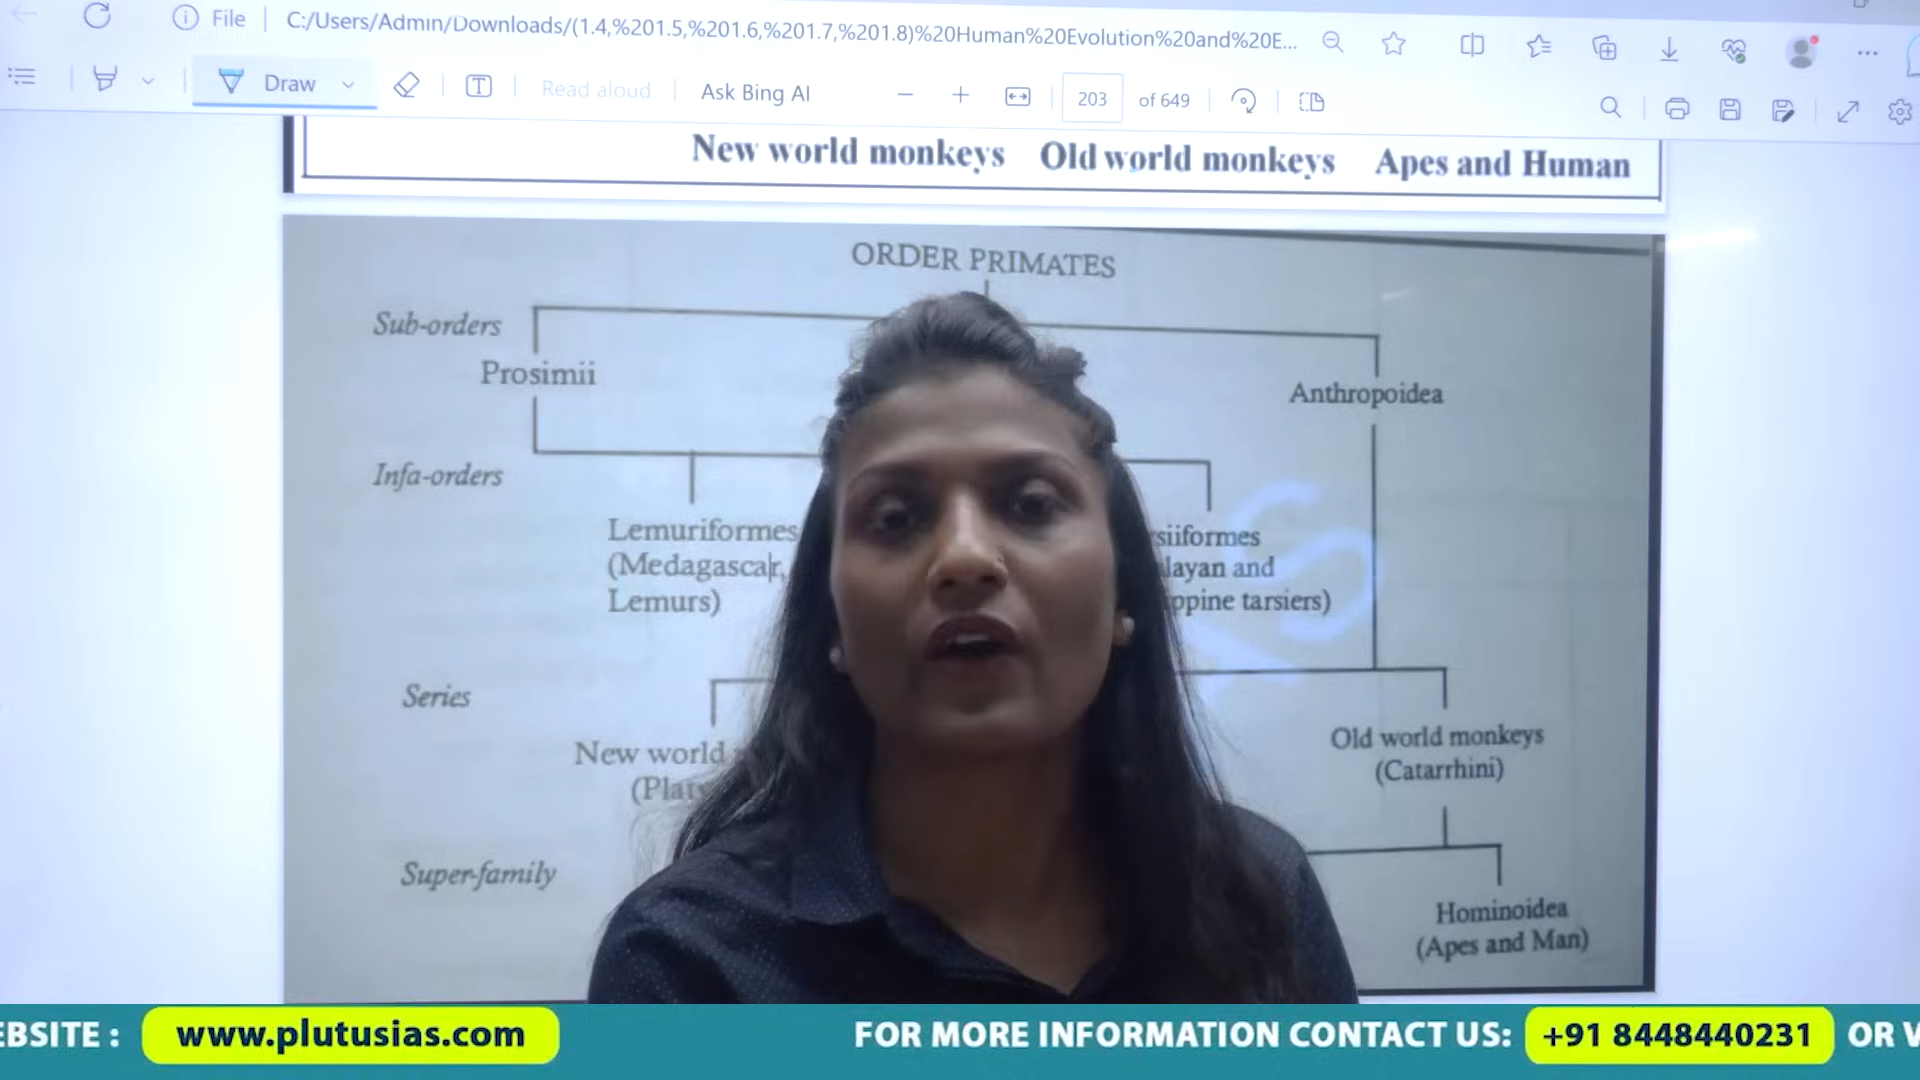 File C:/Users/Admin/Downloads/(1.4,%201.5,%201.6,%201.7,%201.8)%20Human%20Evolution%20and%20E...
Draw Read aloud Ask Bing AI 203 of 649
New world monkeys Old world monkeys Apes and Human
ORDER PRIMATES
Sub-orders
Prosimii
Anthropoidea
Infa-orders
Lemuriformes siiformes
(Medagascar, layan and
Lemurs) ppine tarsiers)
Series
New world Old world monkeys
(Platy (Catarrhini)
Super-family
Hominoidea
(Apes and Man)
EBSITE : www.plutusias.com FOR MORE INFORMATION CONTACT US: +91 8448440231 OR V